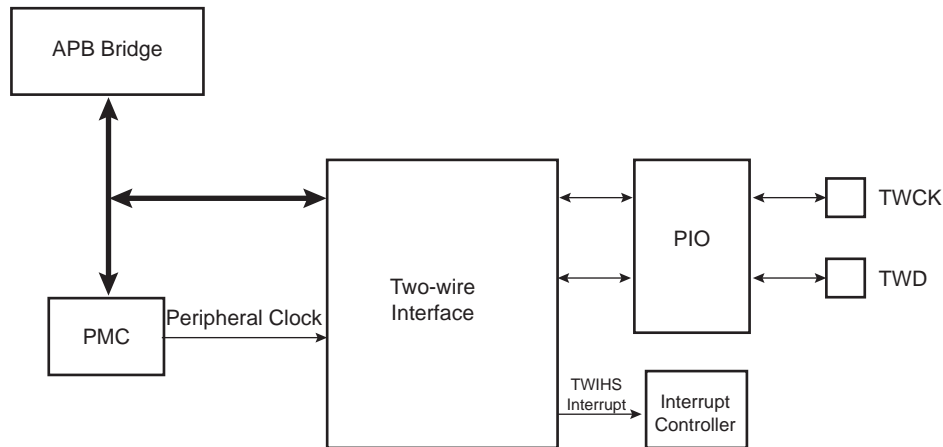 APB Bridge
TWCK
PIO
Two-wire
Interface
TWD
Peripheral Clock
PMC
TWIHS
Interrupt
Interrupt
Controller